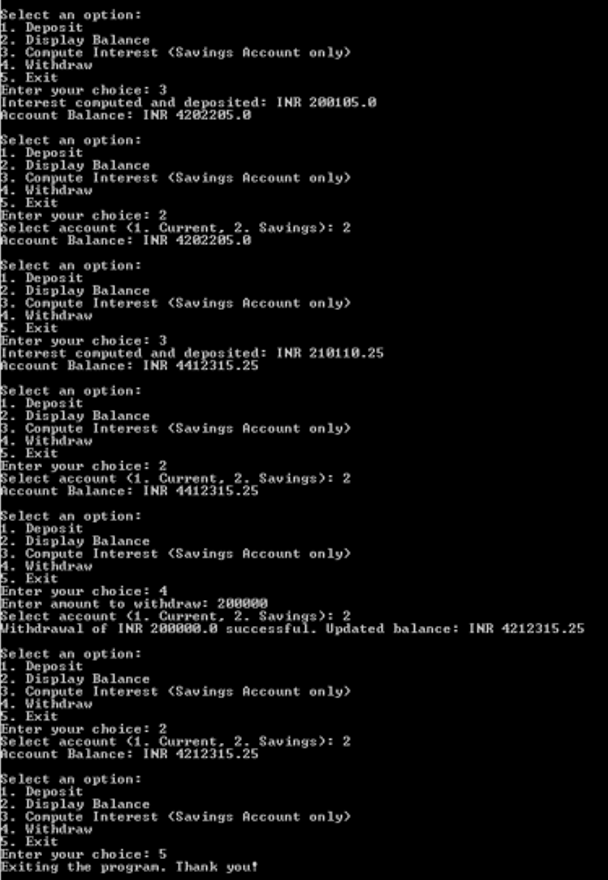 Select an option:
1. Deposit
2. Display Balance
3. Compute Interest (Savings Account only)
4. Withdraw
5. Exit
Enter your choice: 3
Interest computed and deposited: INR 200105.0
Account Balance: INR 4202205.0
Select an option:
1. Deposit
2. Display Balance
3. Compute Interest (Savings Account only)
4. Withdraw
5. Exit
Enter your choice: 2
Select account (1. Current, 2. Savings): 2
Account Balance: INR 4202205.0
Select an option:
1. Deposit
2. Display Balance
3. Compute Interest (Savings Account only)
4. Withdraw
5. Exit
Enter your choice: 3
Interest computed and deposited: INR 210110.25
Account Balance: INR 4412315.25
Select an option:
1. Deposit
2. Display Balance
3. Compute Interest (Savings Account only)
4. Withdraw
5. Exit
Enter your choice: 2
Select account (1. Current, 2. Savings): 2
Account Balance: INR 4412315.25
Select an option:
1. Deposit
2. Display Balance
3. Compute Interest (Savings Account only)
4. Withdraw
5. Exit
Enter your choice: 4
Enter amount to withdraw: 200000
Select account (1. Current, 2. Savings): 2
Withdrawal of INR 200000.0 successful. Updated balance: INR 4212315.25
Select an option:
1. Deposit
2. Display Balance
3. Compute Interest (Savings Account only)
4. Withdraw
5. Exit
Enter your choice: 2
Select account (1. Current, 2. Savings): 2
Account Balance: INR 4212315.25
Select an option:
1. Deposit
2. Display Balance
3. Compute Interest (Savings Account only)
4. Withdraw
5. Exit
Enter your choice: 5
Exiting the program. Thank you!